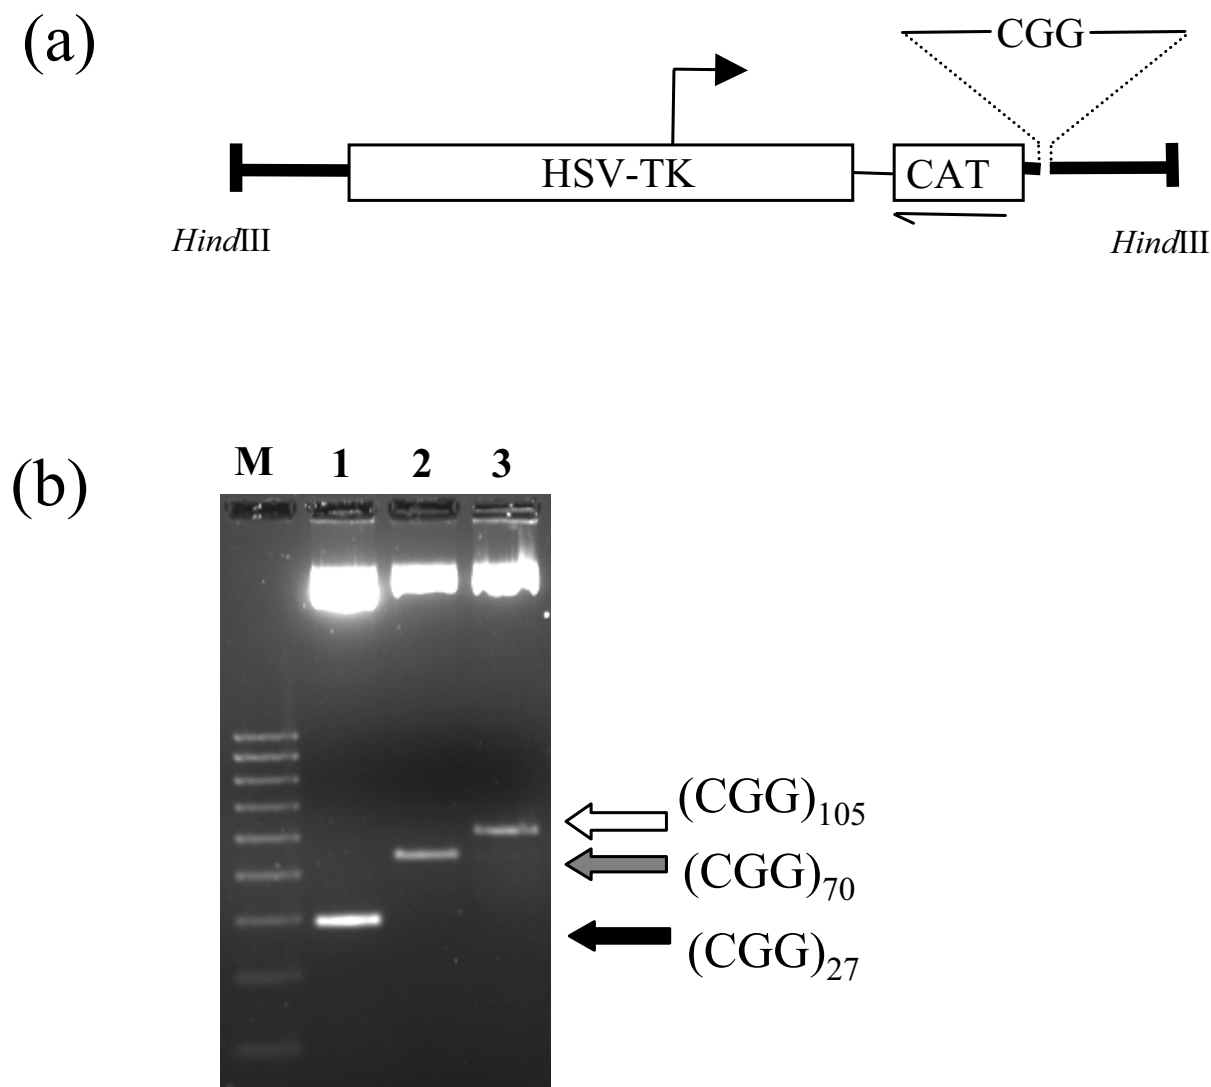 (a)
CGG
HSV-TK CAT
HindIII HindIII
(b)
M 1 2 3
(CGG)105
(CGG)70
(CGG)27